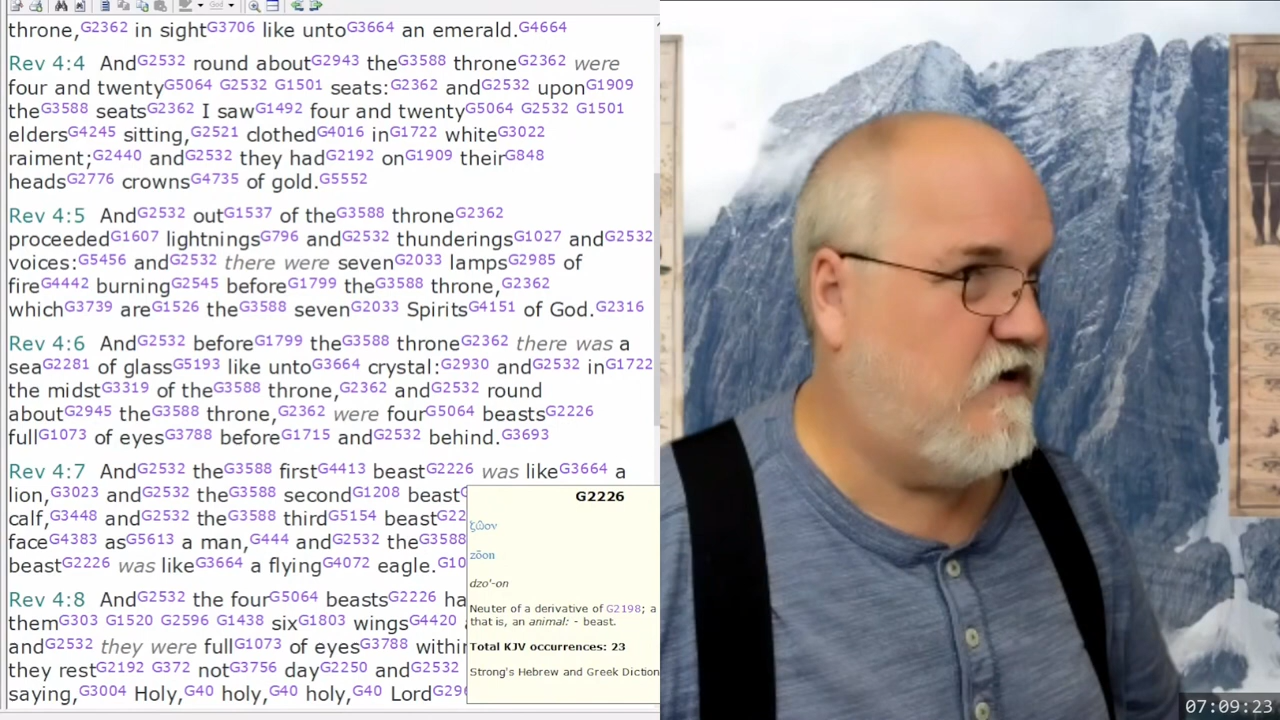 throne,G2362 in sightG3706 like untoG3664 an emerald.G4664
Rev 4:4 AndG2532 round aboutG2943 theG3588 throneG2362 were
four and twentyG5064 G2532 G1501 seats:G2362 andG2532 uponG1909
theG3588 seatsG2362 I sawG1492 four and twentyG5064 G2532 G1501
eldersG4245 sitting,G2521 clothedG4016 inG1722 whiteG3022
raiment;G2440 andG2532 they hadG2192 onG1909 theirG848
headsG2776 crownsG4735 of gold.G5552
Rev 4:5 AndG2532 outG1537 of theG3588 throneG2362
proceededG1607 lightningsG796 andG2532 thunderingsG1027 andG2532
voices:G5456 andG2532 there were sevenG2033 lampsG2985 of
fireG4442 burningG2545 beforeG1799 theG3588 throne,G2362
whichG3739 areG1526 theG3588 sevenG2033 SpiritsG4151 of God.G2316
Rev 4:6 AndG2532 beforeG1799 theG3588 throneG2362 there was a
seaG2281 of glassG5193 like untoG3664 crystal:G2930 andG2532 inG1722
the midstG3319 of theG3588 throne,G2362 andG2532 round
aboutG2945 theG3588 throne,G2362 were fourG5064 beastsG2226
fullG1073 of eyesG3788 beforeG1715 andG2532 behind.G3693
Rev 4:7 AndG2532 theG3588 firstG4413 beastG2226 was likeG3664 a
lion,G3023 andG2532 theG3588 secondG1208 beastG
calf,G3448 andG2532 theG3588 thirdG5154 beastG22
faceG4383 asG5613 a man,G444 andG2532 theG3588
beastG2226 was likeG3664 a flyingG4072 eagle.G10
Rev 4:8 AndG2532 the fourG5064 beastsG2226 ha
themG303 G1520 G2596 G1438 sixG1803 wingsG4420
andG2532 they were fullG1073 of eyesG3788 within
they restG2192 G372 notG3756 dayG2250 andG2532
saying,G3004 Holy,G40 holy,G40 holy,G40 LordG296
G2226
ζῶον
zōon
dzo'-on
Neuter of a derivative of G2198; a
that is, an animal: - beast.
Total KJV occurrences: 23
Strong's Hebrew and Greek Diction
07:09:23